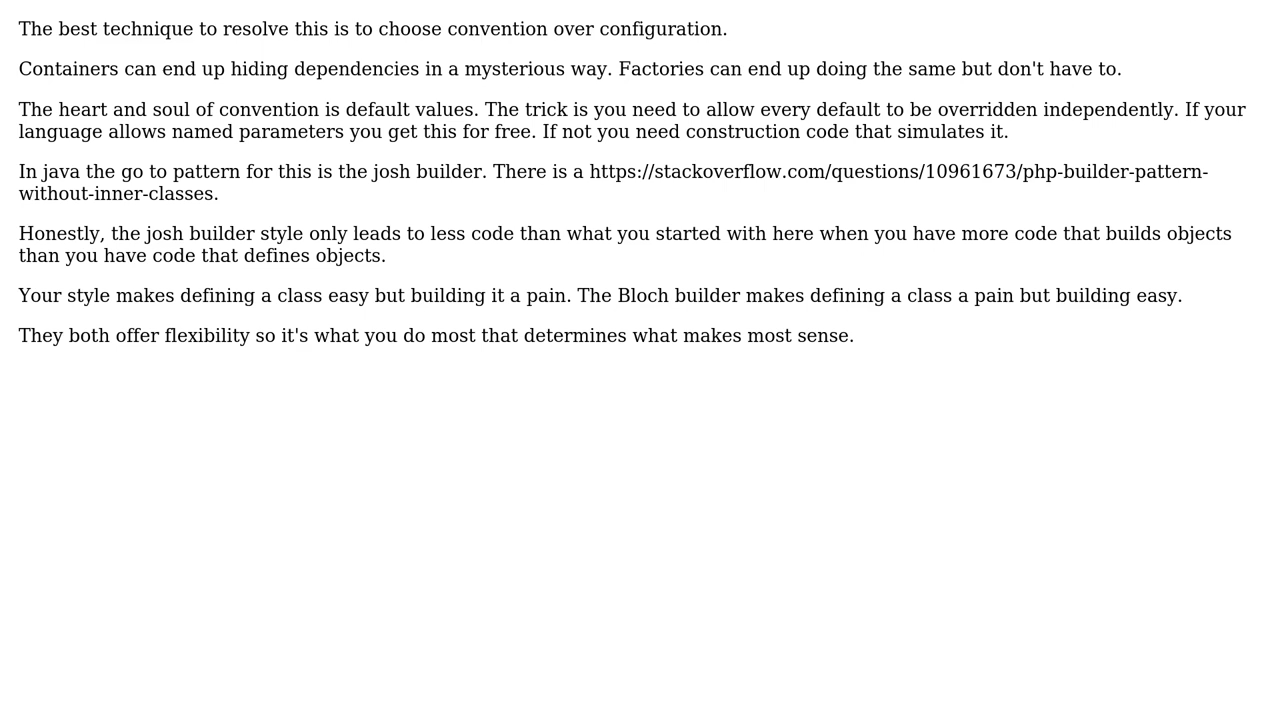 The best technique to resolve this is to choose convention over configuration.
Containers can end up hiding dependencies in a mysterious way. Factories can end up doing the same but don't have to.
The heart and soul of convention is default values. The trick is you need to allow every default to be overridden independently. If your
language allows named parameters you get this for free. If not you need construction code that simulates it.
In java the go to pattern for this is the josh builder. There is a https://stackoverflow.com/questions/10961673/php-builder-pattern-
without-inner-classes.
Honestly, the josh builder style only leads to less code than what you started with here when you have more code that builds objects
than you have code that defines objects.
Your style makes defining a class easy but building it a pain. The Bloch builder makes defining a class a pain but building easy.
They both offer flexibility so it's what you do most that determines what makes most sense.